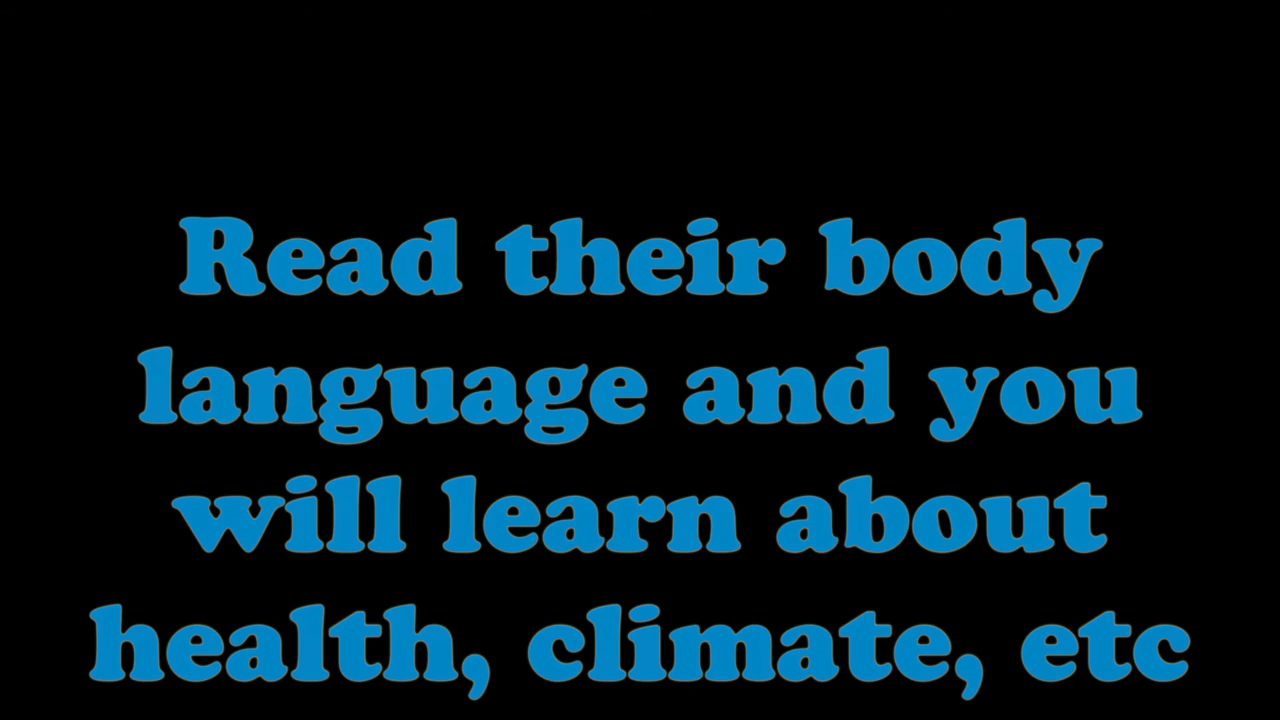 Read their body
language and you
will learn about
health, climate, etc